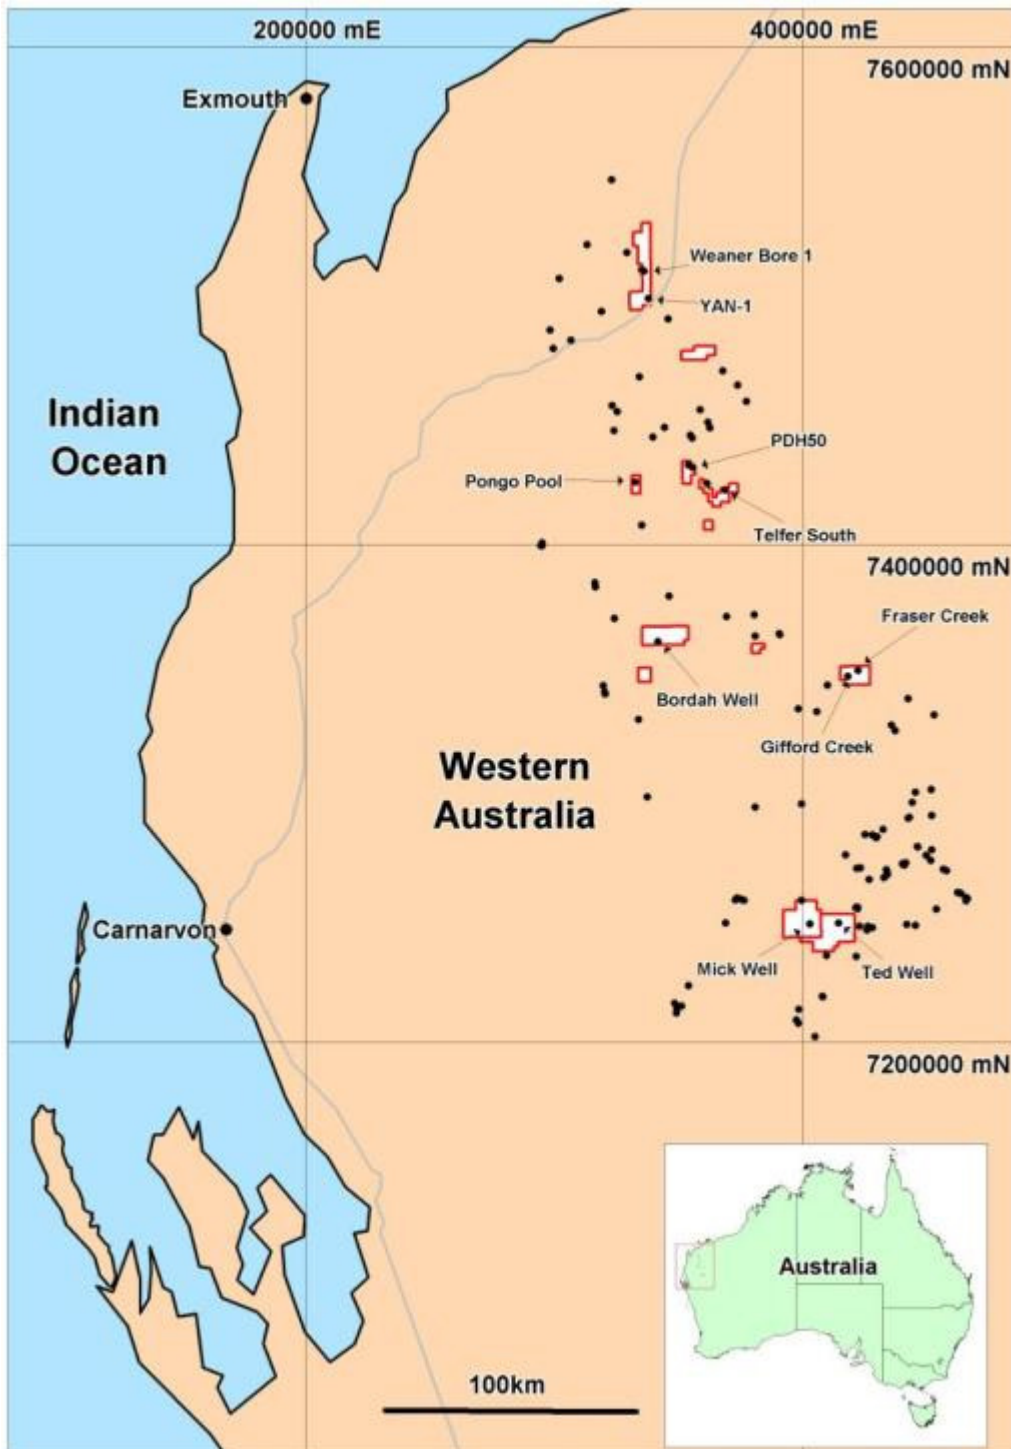 200000 mE
400000 mE
7600000 mN
Exmouth
Weaner Bore 1
YAN-1
Indian
Ocean
PDH50
Pongo Pool
Telfer South
7400000 mN
Fraser Creek
Bordah Well
Gifford Creek
Western
Australia
Carnarvon
Mick Well
Ted Well
7200000 mN
Australia
100km